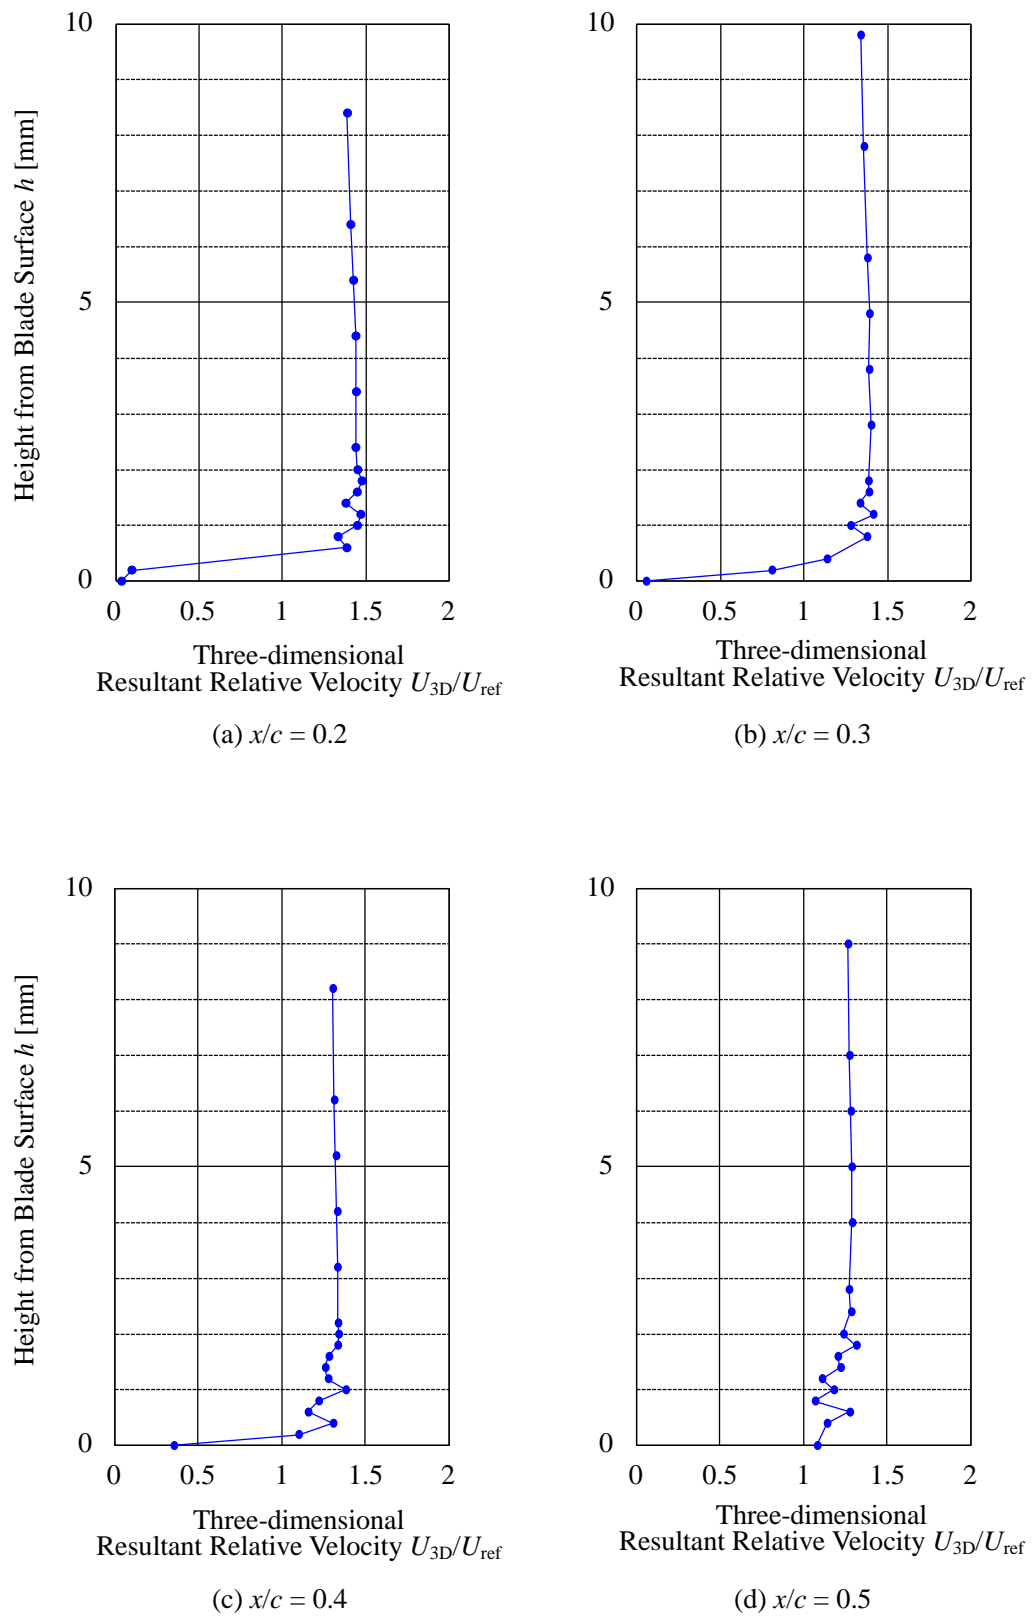 10
5
0
0 0.5 1 1.5 2
Height from Blade Surface h [mm]
Three-dimensional
Resultant Relative Velocity U3D/Uref
(a) x/c = 0.2
10
5
0
0 0.5 1 1.5 2
Three-dimensional
Resultant Relative Velocity U3D/Uref
(b) x/c = 0.3
10
5
0
0 0.5 1 1.5 2
Height from Blade Surface h [mm]
Three-dimensional
Resultant Relative Velocity U3D/Uref
(c) x/c = 0.4
10
5
0
0 0.5 1 1.5 2
Three-dimensional
Resultant Relative Velocity U3D/Uref
(d) x/c = 0.5